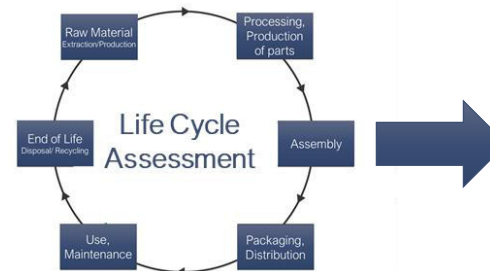 Raw Material
Extraction/Production
Processing,
Production
of parts
Life Cycle
Assessment
End of Life
Disposal/ Recycling
Assembly
Use,
Maintenance
Packaging,
Distribution